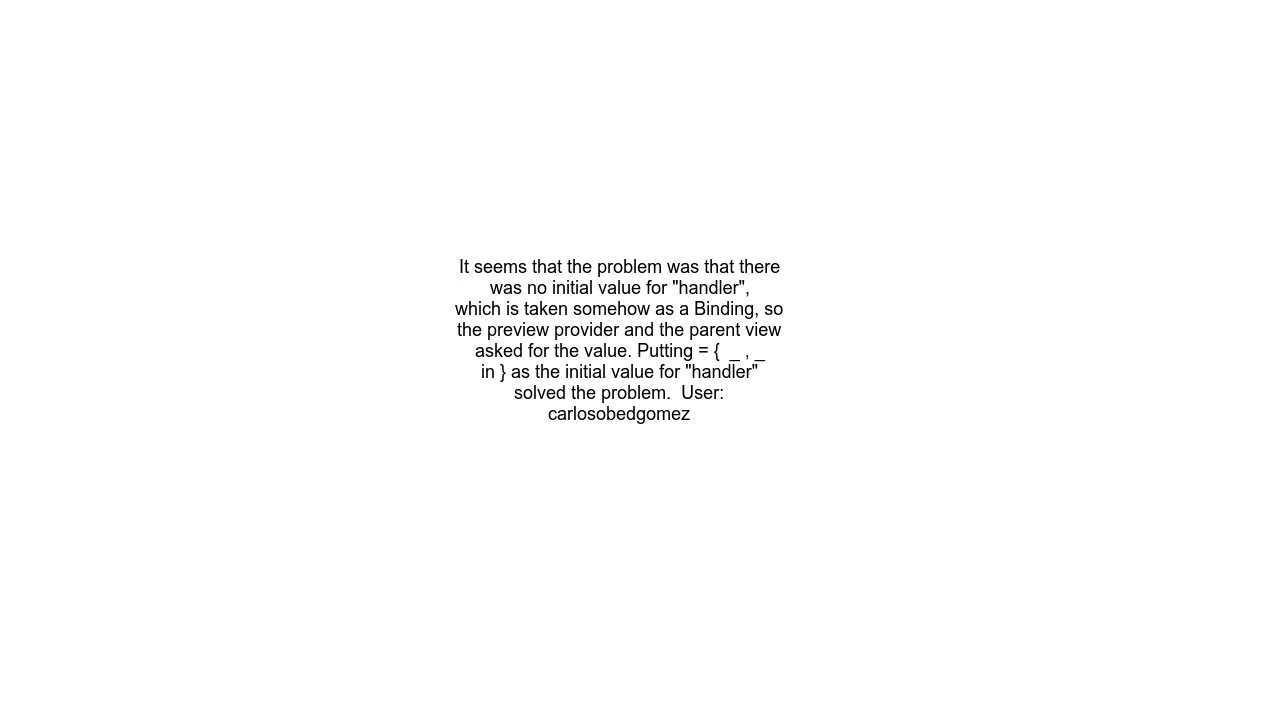 It seems that the problem was that there
was no initial value for "handler",
which is taken somehow as a Binding, so
the preview provider and the parent view
asked for the value. Putting = {  _ , _
in } as the initial value for "handler"
solved the problem.  User:
carlosobedgomez